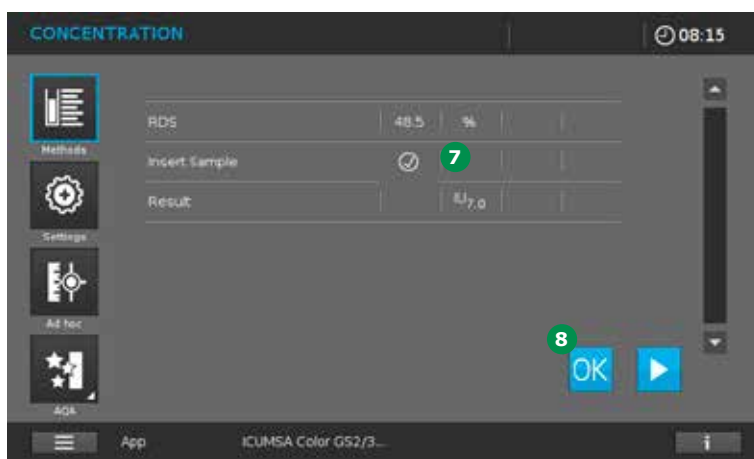 CONCENTRATION 08:15
RDS 48.5 %
Methods
Insert Sample 7
Result IU7.0
Settings
Ad hoc
8
OK
AQA
App ICUMSA Color GS2/3...
i